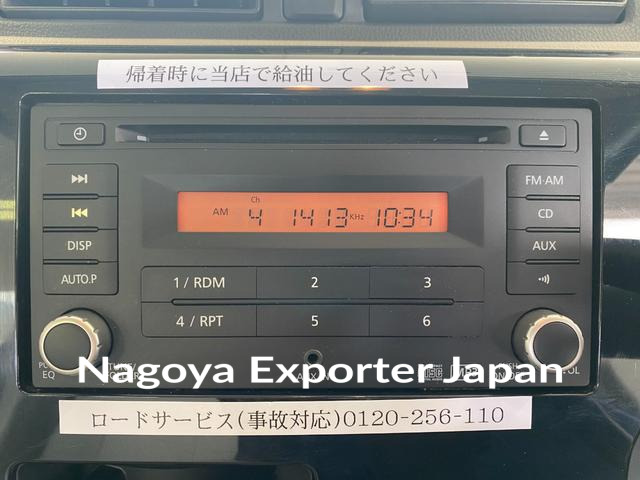 帰着時に当店で給油してください
FM·AM
AM Ch 4 1413 KHz 10:34
CD
DISP
AUX
AUTO.P
1 / RDM 2 3
4 / RPT 5 6
EQ
Nagoya Exporter Japan
ロードサービス(事故対応)0120-256-110